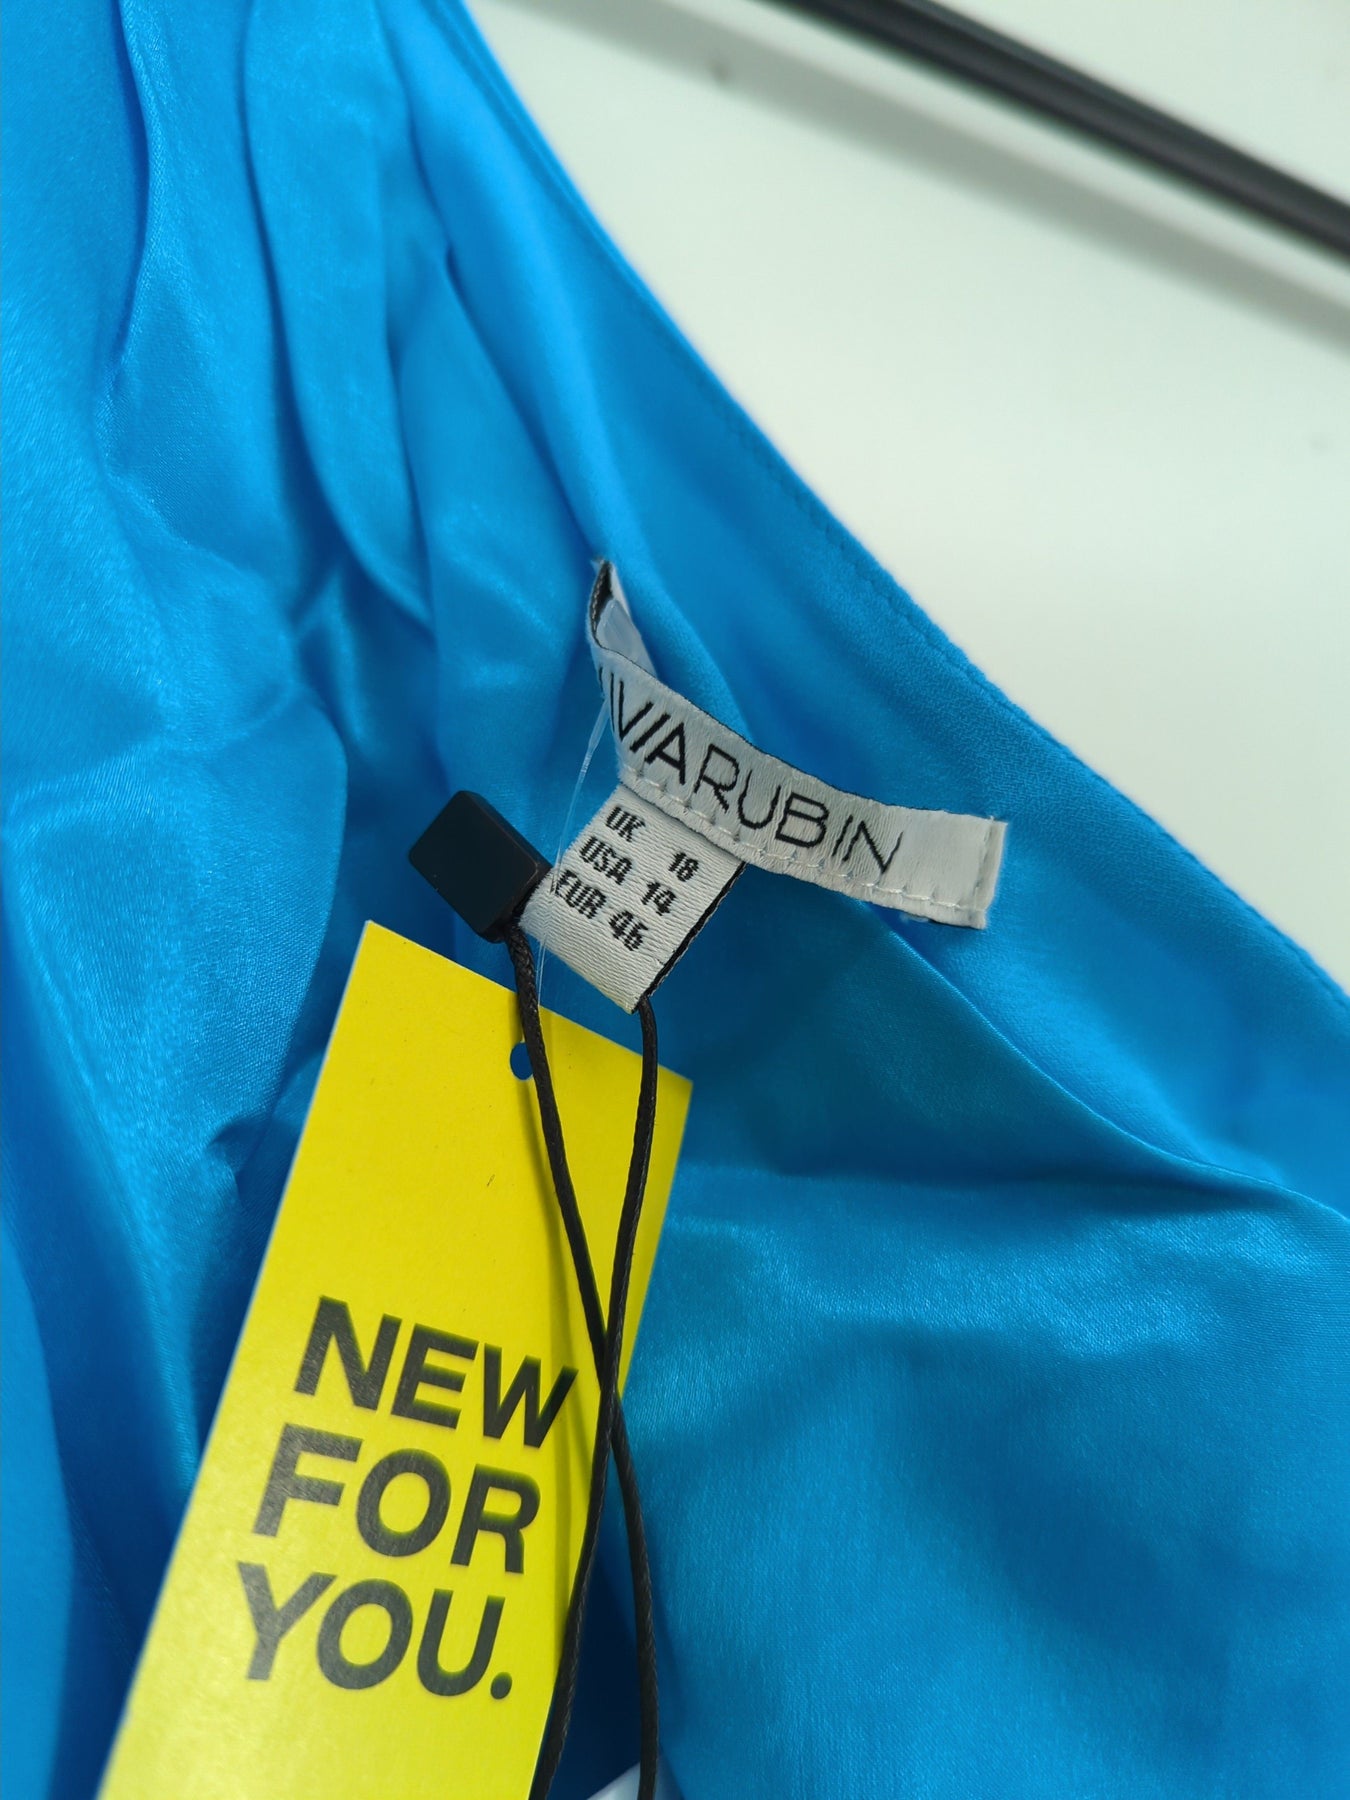 VIARUBIN
UK 18
USA 14
EUR 46
NEW
FOR
YOU.